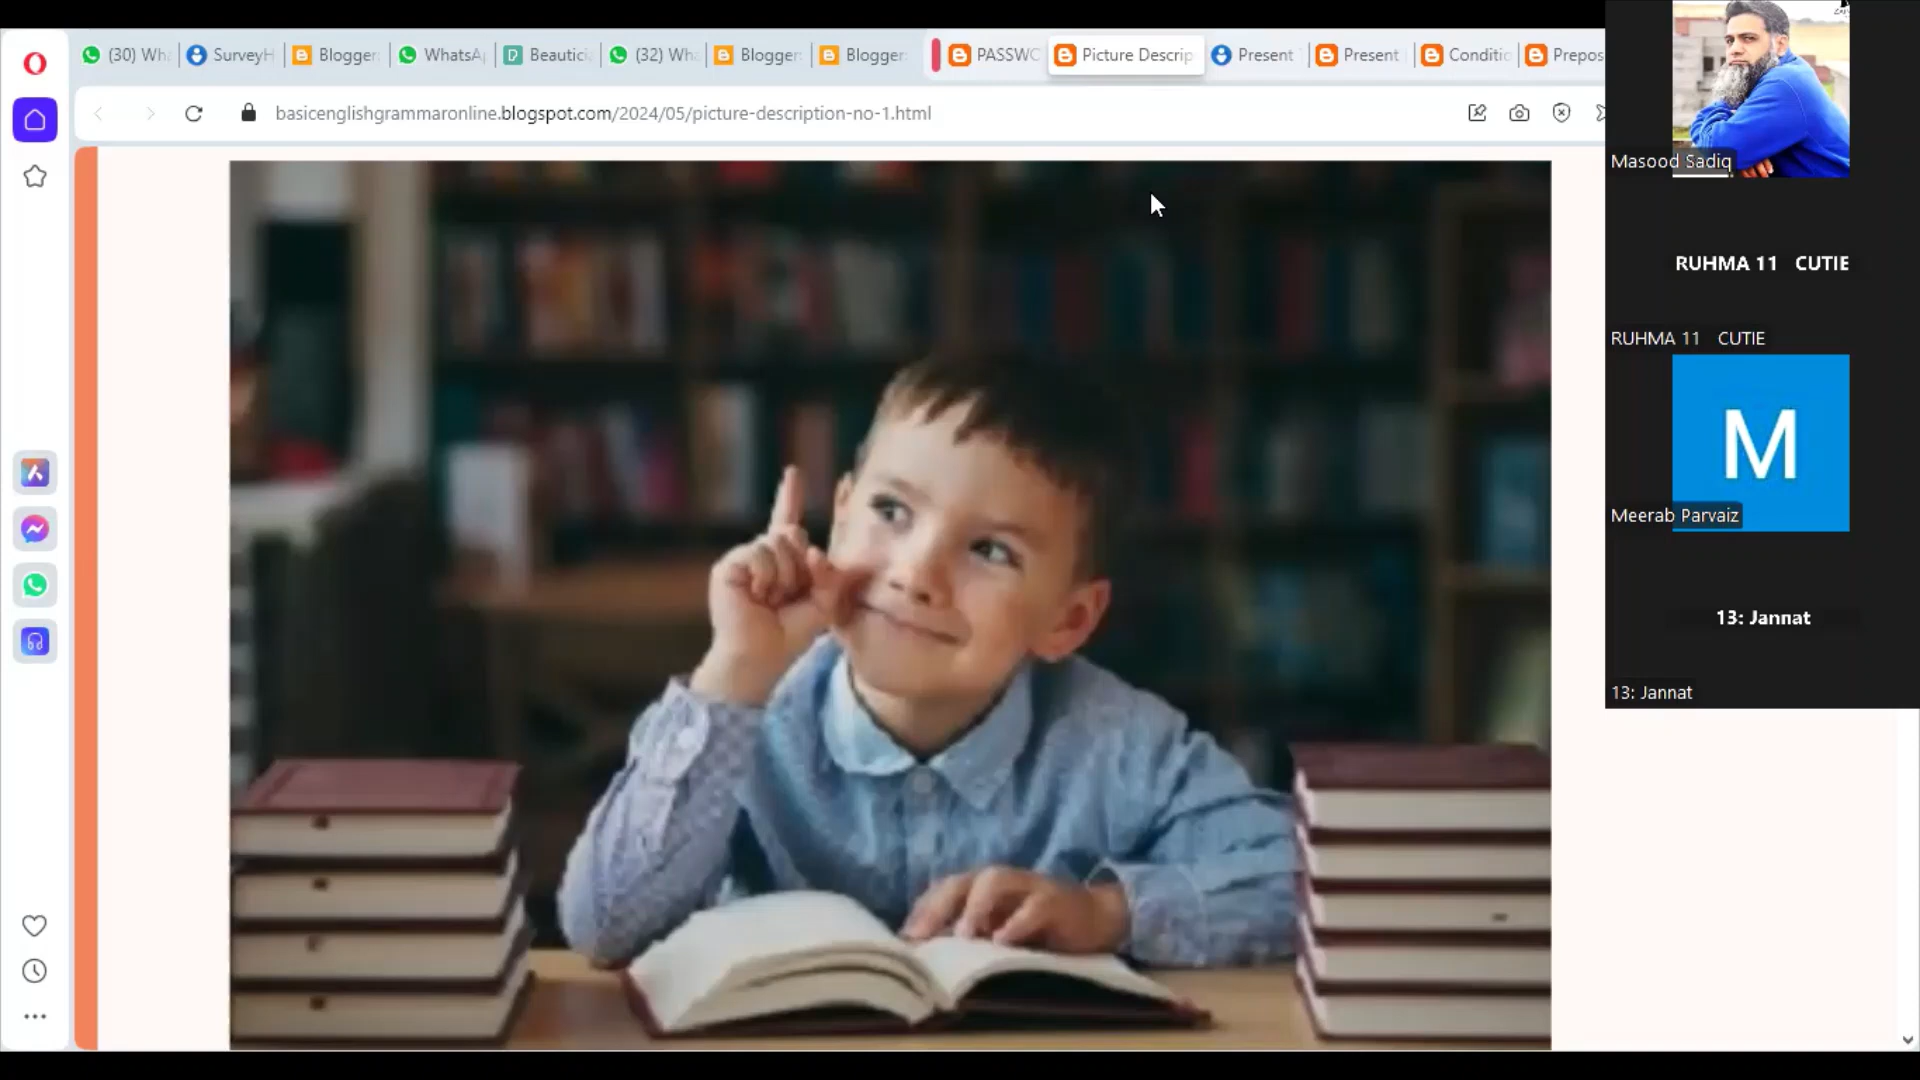 (30) Wh
SurveyH
Blogger
WhatsA
Beautici
(32) Wh
Blogger
Blogger
PASSWC
Picture Descrip
Present
Present
Conditio
Prepos
basicenglishgrammaronline.blogspot.com/2024/05/picture-description-no-1.html
Masood Sadiq
RUHMA 11 CUTIE
RUHMA 11 CUTIE
M
Meerab Parvaiz
13: Jannat
13: Jannat